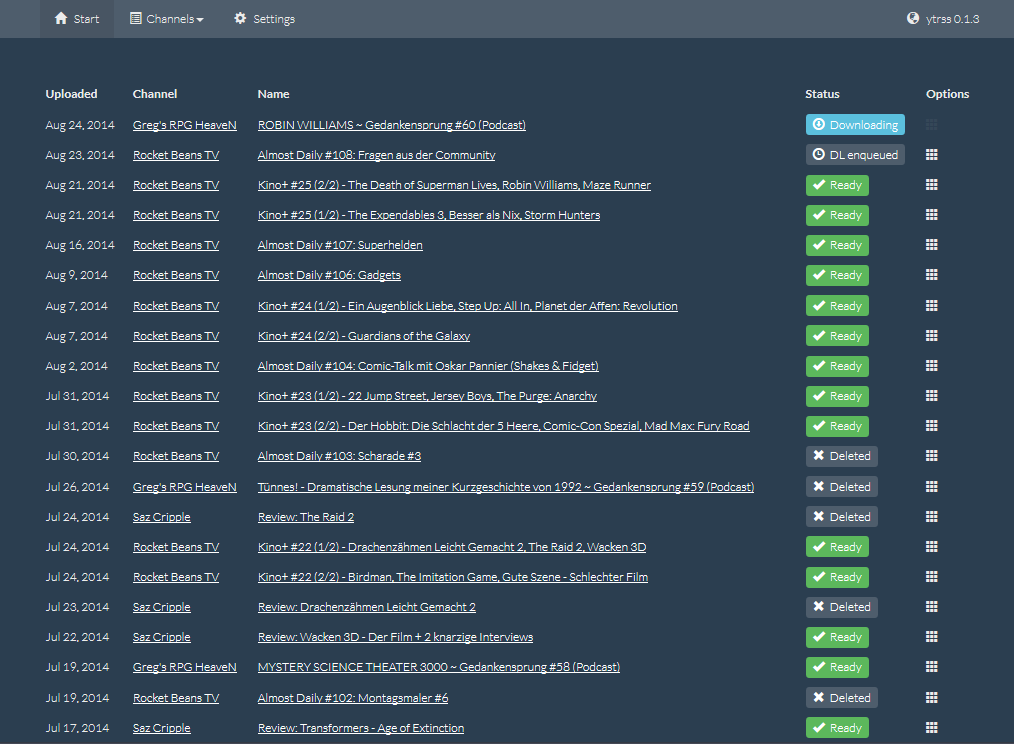 Start Channels Settings ytrss 0.1.3
Uploaded Channel Name Status Options
Aug 24, 2014 Greg's RPG HeaveN ROBIN WILLIAMS ~ Gedankensprung #60 (Podcast) Downloading
Aug 23, 2014 Rocket Beans TV Almost Daily #108: Fragen aus der Community DL enqueued
Aug 21, 2014 Rocket Beans TV Kino+ #25 (2/2) - The Death of Superman Lives, Robin Williams, Maze Runner Ready
Aug 21, 2014 Rocket Beans TV Kino+ #25 (1/2) - The Expendables 3, Besser als Nix, Storm Hunters Ready
Aug 16, 2014 Rocket Beans TV Almost Daily #107: Superhelden Ready
Aug 9, 2014 Rocket Beans TV Almost Daily #106: Gadgets Ready
Aug 7, 2014 Rocket Beans TV Kino+ #24 (1/2) - Ein Augenblick Liebe, Step Up: All In, Planet der Affen: Revolution Ready
Aug 7, 2014 Rocket Beans TV Kino+ #24 (2/2) - Guardians of the Galaxy Ready
Aug 2, 2014 Rocket Beans TV Almost Daily #104: Comic-Talk mit Oskar Pannier (Shakes & Fidget) Ready
Jul 31, 2014 Rocket Beans TV Kino+ #23 (1/2) - 22 Jump Street, Jersey Boys, The Purge: Anarchy Ready
Jul 31, 2014 Rocket Beans TV Kino+ #23 (2/2) - Der Hobbit: Die Schlacht der 5 Heere, Comic-Con Spezial, Mad Max: Fury Road Ready
Jul 30, 2014 Rocket Beans TV Almost Daily #103: Scharade #3 Deleted
Jul 26, 2014 Greg's RPG HeaveN Tünnes! - Dramatische Lesung meiner Kurzgeschichte von 1992 ~ Gedankensprung #59 (Podcast) Deleted
Jul 24, 2014 Saz Cripple Review: The Raid 2 Deleted
Jul 24, 2014 Rocket Beans TV Kino+ #22 (1/2) - Drachenzähmen Leicht Gemacht 2, The Raid 2, Wacken 3D Ready
Jul 24, 2014 Rocket Beans TV Kino+ #22 (2/2) - Birdman, The Imitation Game, Gute Szene - Schlechter Film Ready
Jul 23, 2014 Saz Cripple Review: Drachenzähmen Leicht Gemacht 2 Deleted
Jul 22, 2014 Saz Cripple Review: Wacken 3D - Der Film + 2 knarzige Interviews Ready
Jul 19, 2014 Greg's RPG HeaveN MYSTERY SCIENCE THEATER 3000 ~ Gedankensprung #58 (Podcast) Ready
Jul 19, 2014 Rocket Beans TV Almost Daily #102: Montagsmaler #6 Deleted
Jul 17, 2014 Saz Cripple Review: Transformers - Age of Extinction Ready